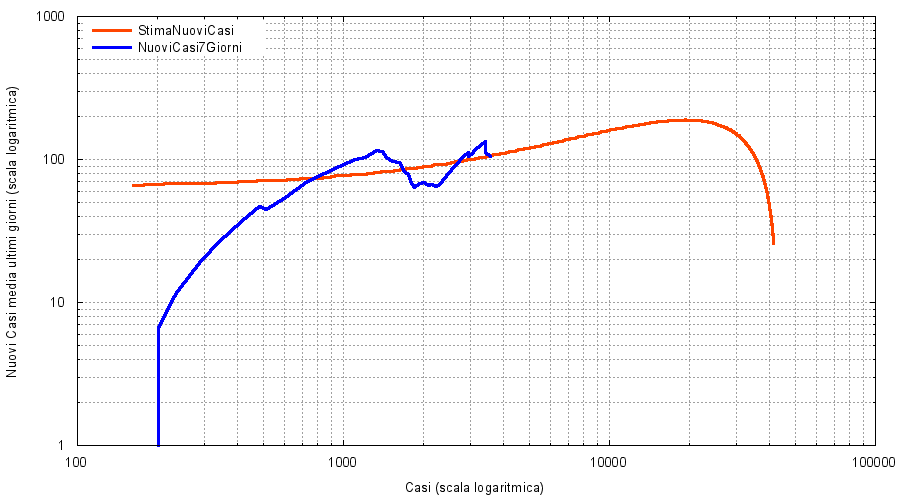 1000
StimaNuoviCasi
NuoviCasi7Giorni
100
10
1
100
1000
10000
100000
Nuovi Casi media ultimi giorni (scala logaritmica)
Casi (scala logaritmica)